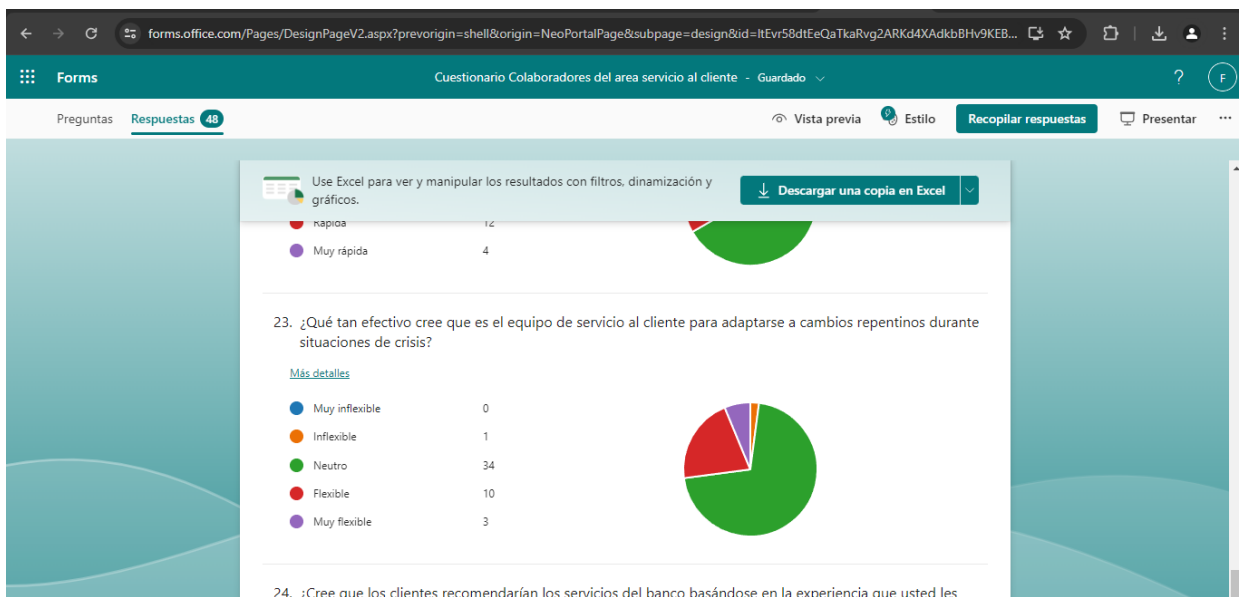 forms.office.com/Pages/DesignPageV2.aspx?prevorigin=shell&origin=NeoPortalPage&subpage=design&id=ltEvr58dtEeQaTkaRvg2ARKd4XAdkbBHv9KEB...
Forms
Cuestionario Colaboradores del area servicio al cliente - Guardado
?
F
Preguntas
Respuestas 48
Vista previa
Estilo
Recopilar respuestas
Presentar
...
Use Excel para ver y manipular los resultados con filtros, dinamización y
gráficos.
Descargar una copia en Excel
Rápida 12
Muy rápida 4
23. ¿Qué tan efectivo cree que es el equipo de servicio al cliente para adaptarse a cambios repentinos durante
situaciones de crisis?
Más detalles
Muy inflexible 0
Inflexible 1
Neutro 34
Flexible 10
Muy flexible 3
24. ¿Cree que los clientes recomendarían los servicios del banco basándose en la experiencia que usted les